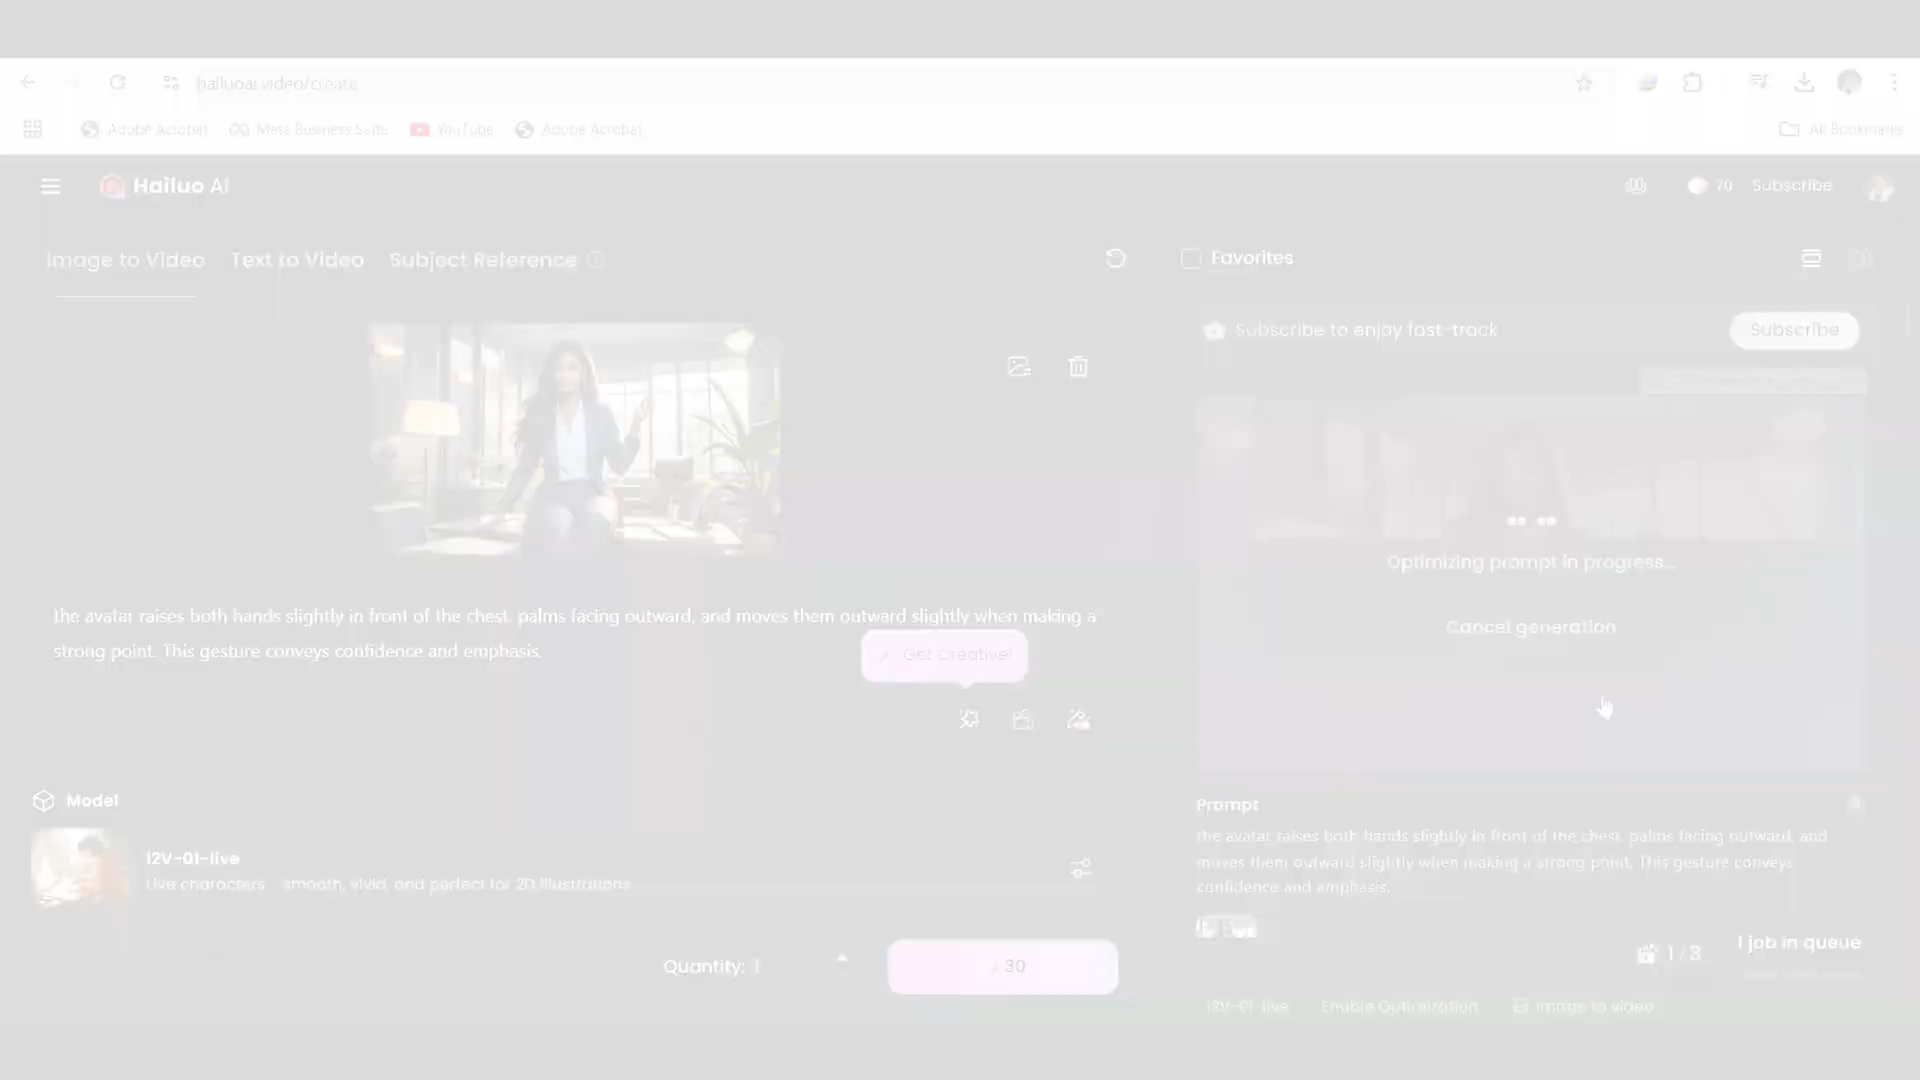 hailuoai.video/create
Adobe Acrobat
Meta Business Suite
YouTube
Adobe Acrobat
All Bookmarks
Hailuo AI
70
Subscribe
Image to Video
Text to Video
Subject Reference
Favorites
Subscribe to enjoy fast-track
Subscribe
the avatar raises both hands slightly in front of the chest, palms facing outward, and moves them outward slightly when making a
strong point. This gesture conveys confidence and emphasis.
Get Creative!
Optimizing prompt in progress...
Cancel generation
Model
I2V-01-live
Live characters - smooth, vivid, and perfect for 2D illustrations
Quantity: 1
30
Prompt
the avatar raises both hands slightly in front of the chest, palms facing outward, and
moves them outward slightly when making a strong point. This gesture conveys
confidence and emphasis.
1 / 3
1 job in queue
I2V-01-live
Enable Optimization
Image to video